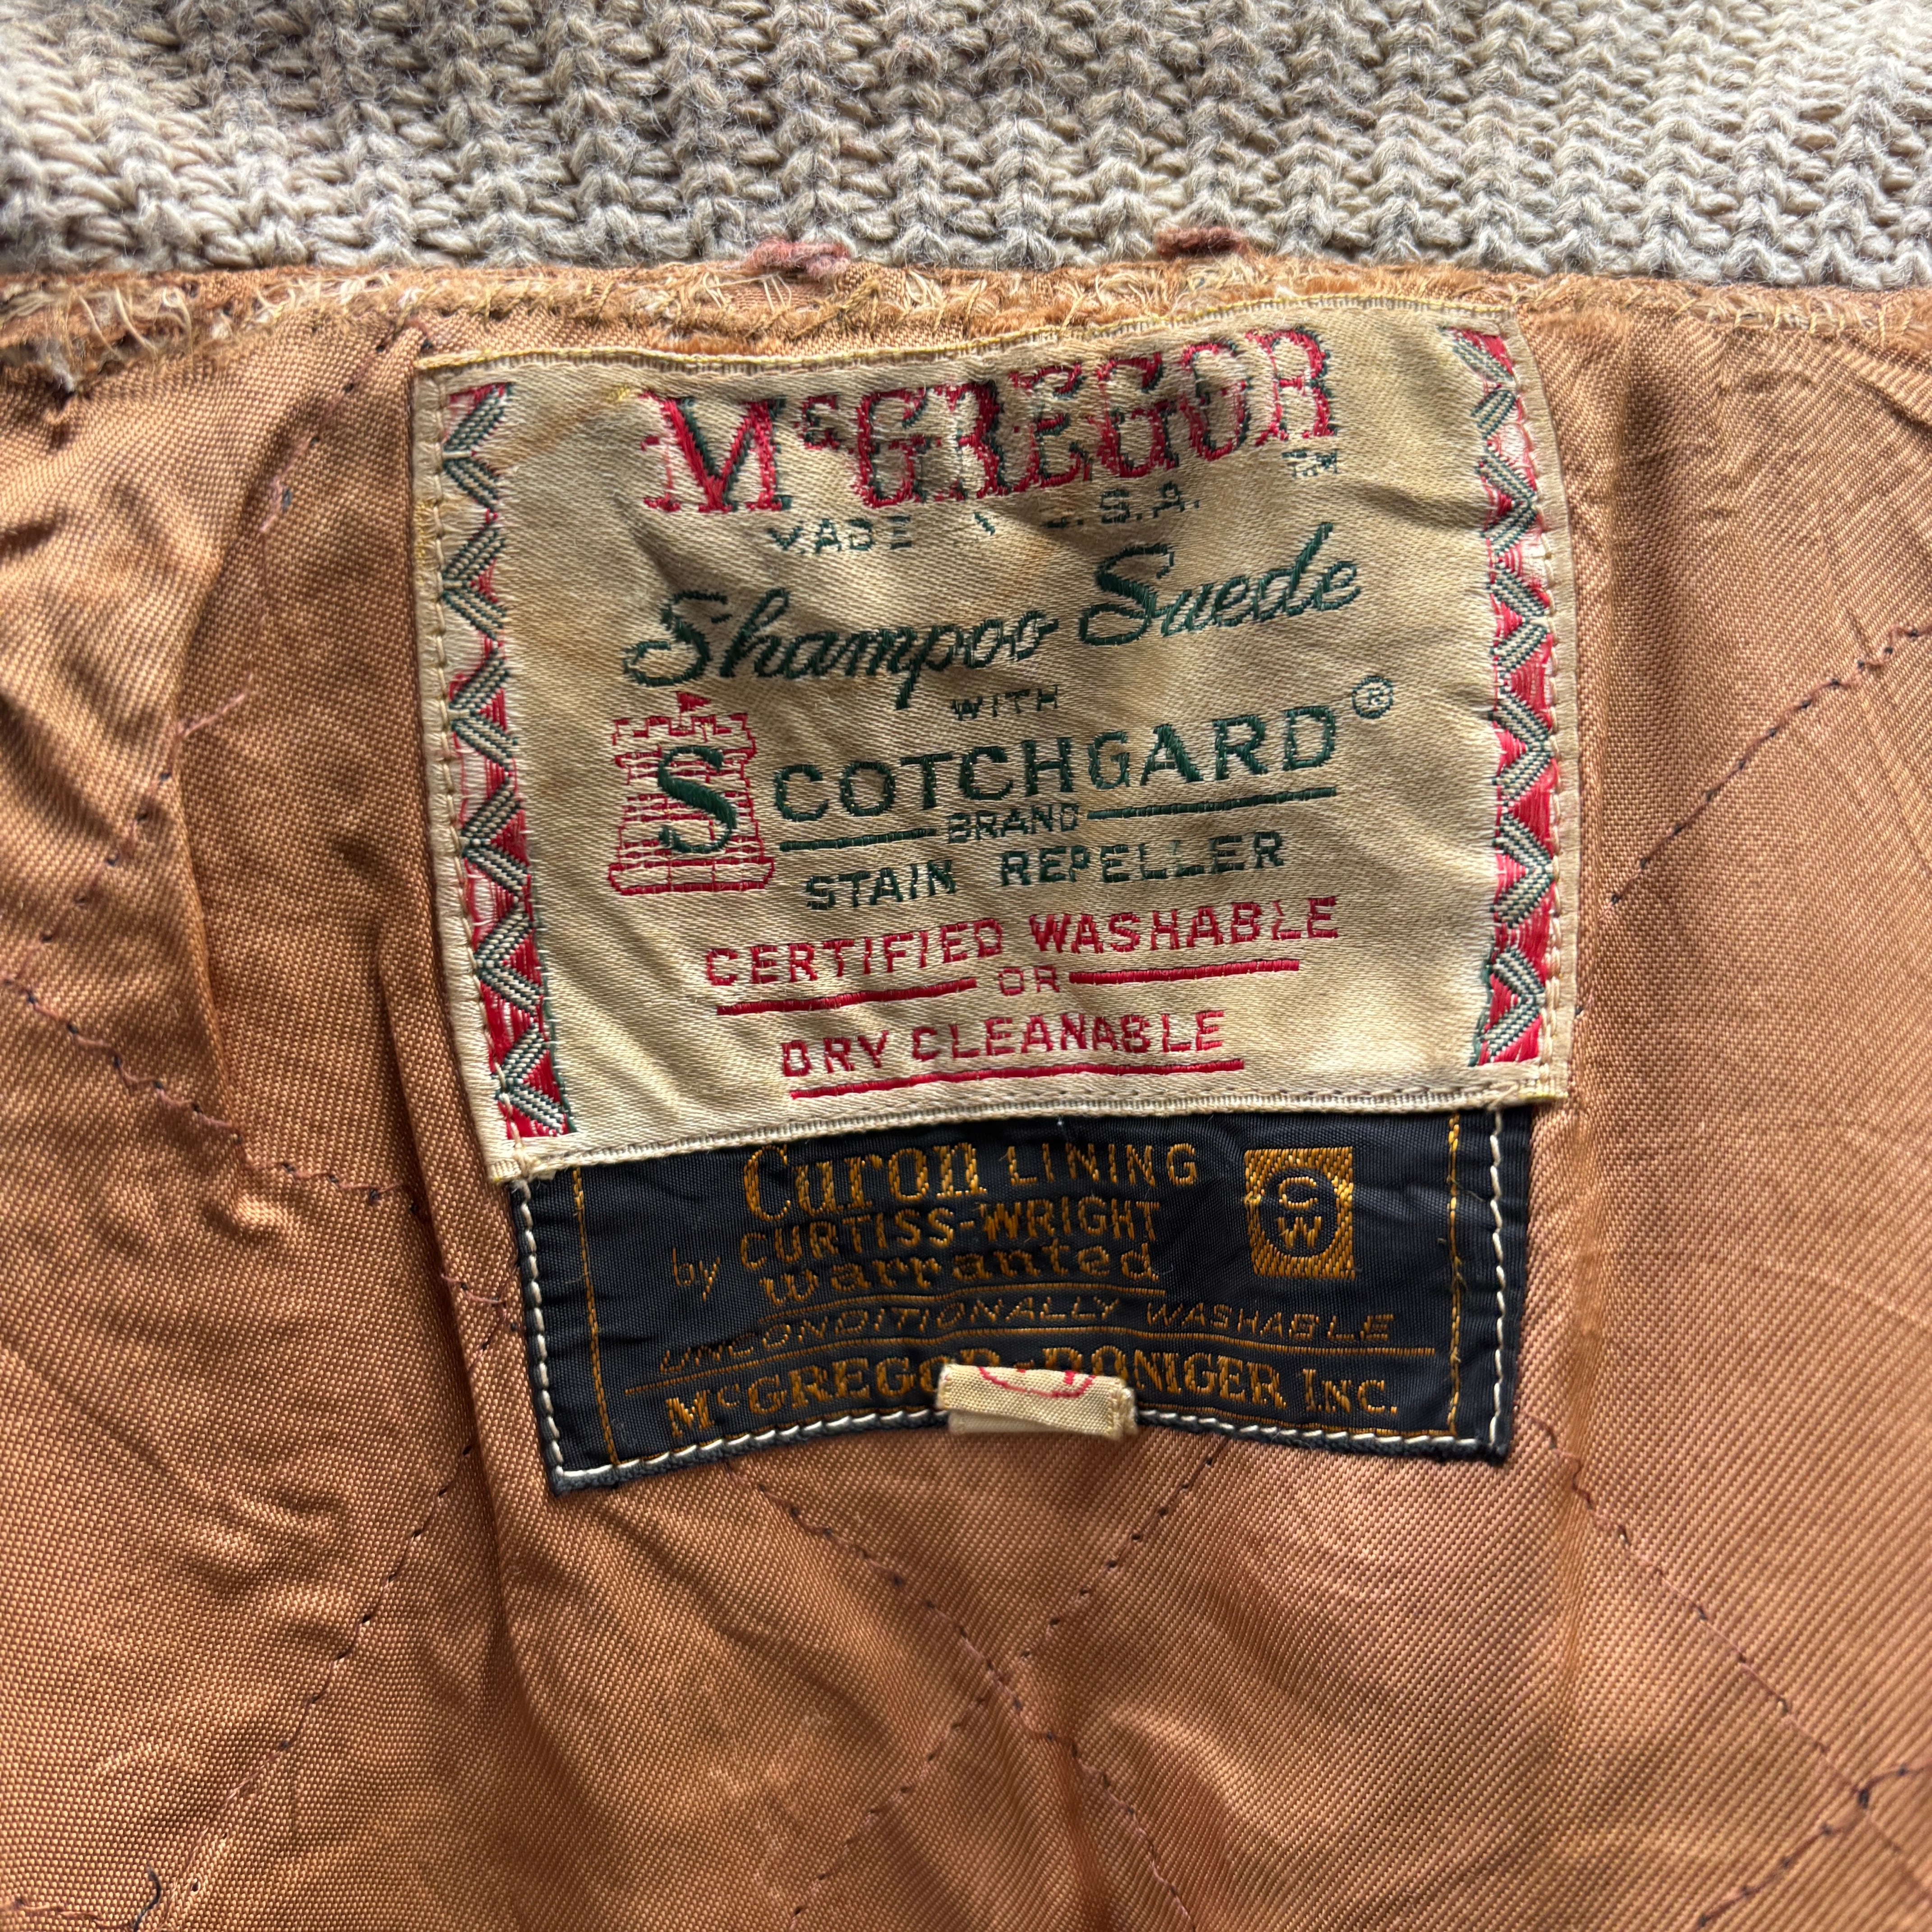 McGREGOR
TM
MADE U.S.A.
Shampoo Suede
WITH
SCOTCHGARD®
BRAND
STAIN REPELLER
CERTIFIED WASHABLE
OR
DRY CLEANABLE
Curon LINING
CW
by CURTISS-WRIGHT
warranted
UNCONDITIONALLY WASHABLE
McGREGOR-DONIGER INC.